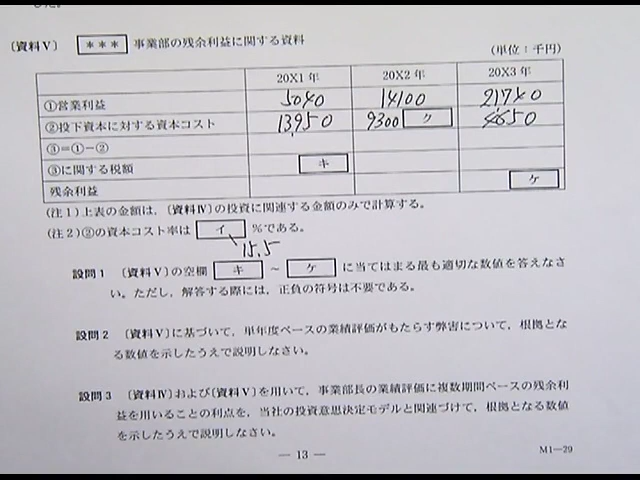 した。
〔資料Ⅴ〕 *** 事業部の残余利益に関する資料
(単位：千円)
20X1年 20X2年 20X3年
①営業利益 5040 14100 21740
②投下資本に対する資本コスト 13950 9300 ク 4650
③=①-②
③に関する税額 キ
残余利益 ケ
(注1)上表の金額は，〔資料Ⅳ〕の投資に関連する金額のみで計算する。
(注2)②の資本コスト率は イ %である。
15.5
設問1 〔資料Ⅴ〕の空欄 キ ～ ケ に当てはまる最も適切な数値を答えなさ
い。ただし，解答する際には，正負の符号は不要である。
設問2 〔資料Ⅴ〕に基づいて，単年度ベースの業績評価がもたらす弊害について，根拠とな
る数値を示したうえで説明しなさい。
設問3 〔資料Ⅳ〕および〔資料Ⅴ〕を用いて，事業部長の業績評価に複数期間ベースの残余利
益を用いることの利点を，当社の投資意思決定モデルと関連づけて，根拠となる数値
を示したうえで説明しなさい。
— 13 —
M1—29